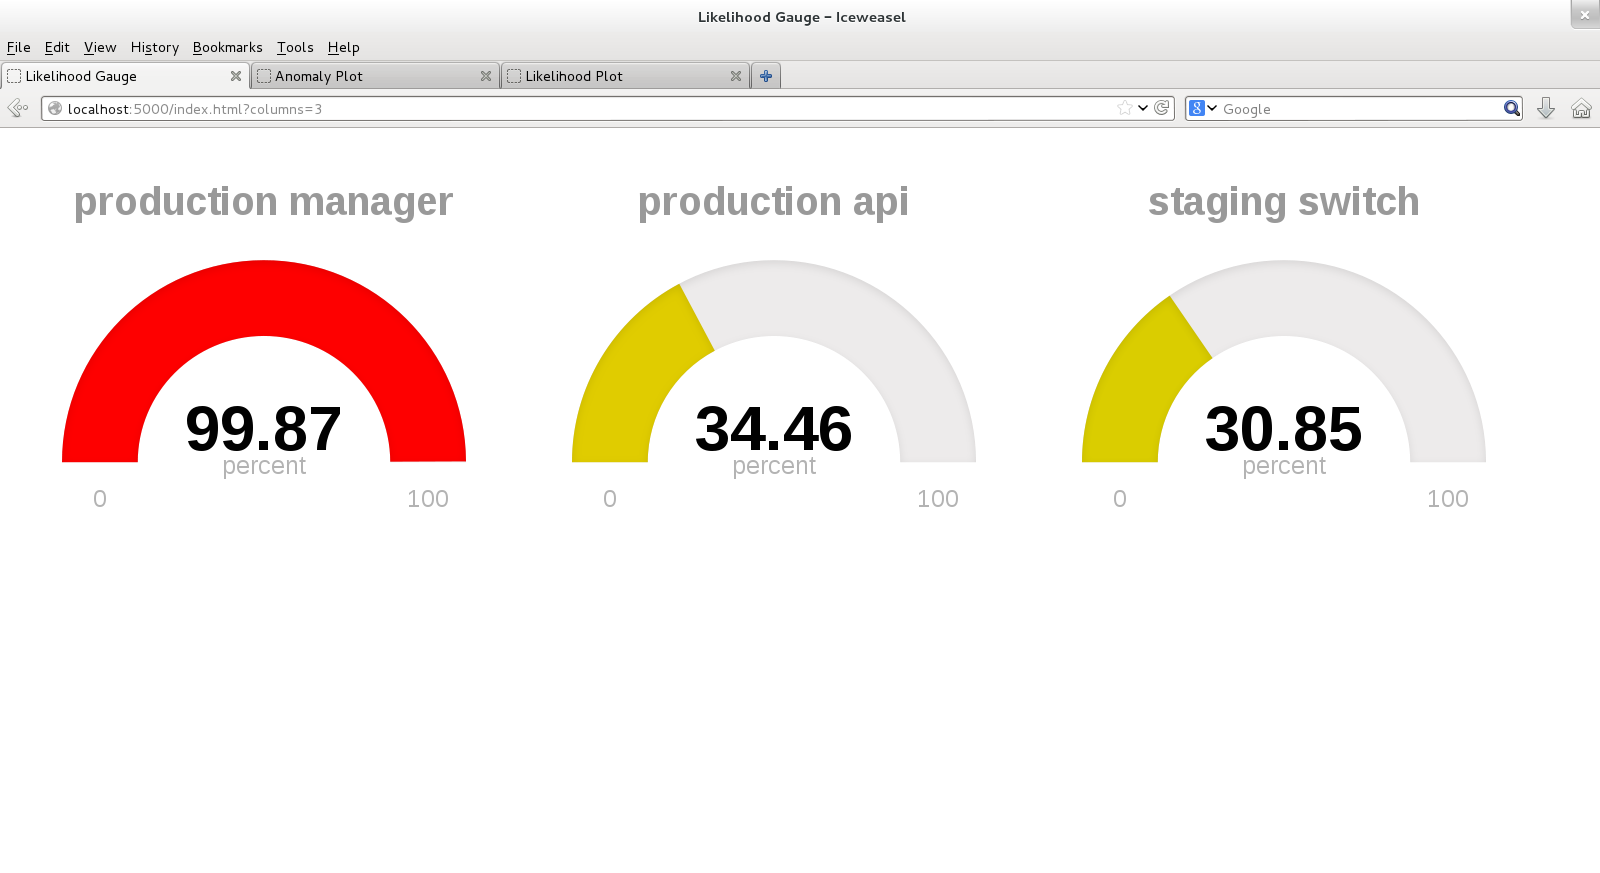 Likelihood Gauge – Iceweasel
File Edit View History Bookmarks Tools Help
Likelihood Gauge Anomaly Plot Likelihood Plot
localhost:5000/index.html?columns=3 8 Google
production manager production api staging switch
99.87 34.46 30.85
percent percent percent
0 100 0 100 0 100